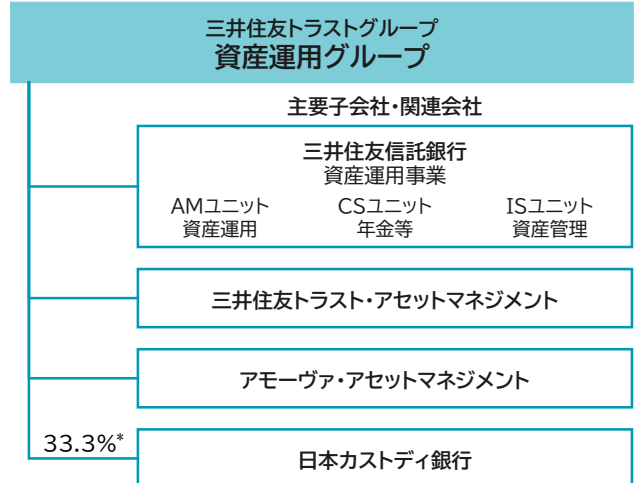 三井住友トラストグループ
資産運用グループ
主要子会社・関連会社
三井住友信託銀行
資産運用事業
AMユニット CSユニット ISユニット
資産運用 年金等 資産管理
三井住友トラスト・アセットマネジメント
アモーヴァ・アセットマネジメント
33.3%*
日本カストディ銀行